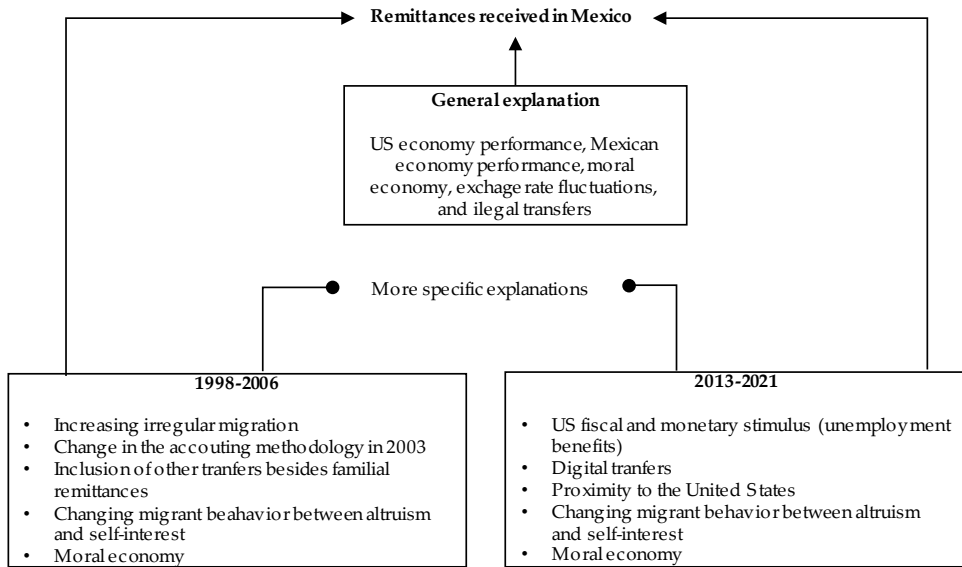 Remittances received in Mexico
General explanation
US economy performance, Mexican
economy performance, moral
economy, exchage rate fluctuations,
and ilegal transfers
More specific explanations
1998-2006
• Increasing irregular migration
• Change in the accouting methodology in 2003
• Inclusion of other tranfers besides familial
remittances
• Changing migrant beahavior between altruism
and self-interest
• Moral economy
2013-2021
• US fiscal and monetary stimulus (unemployment
benefits)
• Digital tranfers
• Proximity to the United States
• Changing migrant behavior between altruism
and self-interest
• Moral economy